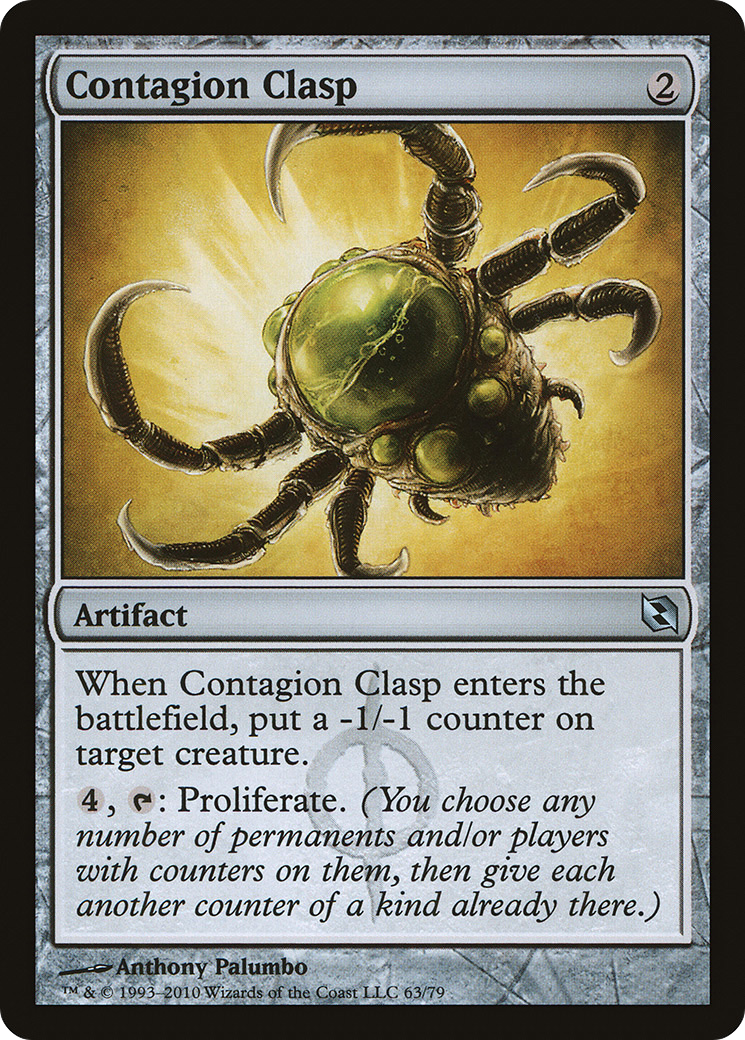 Contagion Clasp 2
Artifact
When Contagion Clasp enters the
battlefield, put a -1/-1 counter on
target creature.
4, : Proliferate. (You choose any
number of permanents and/or players
with counters on them, then give each
another counter of a kind already there.)
Anthony Palumbo
™ & © 1993–2010 Wizards of the Coast LLC 63/79